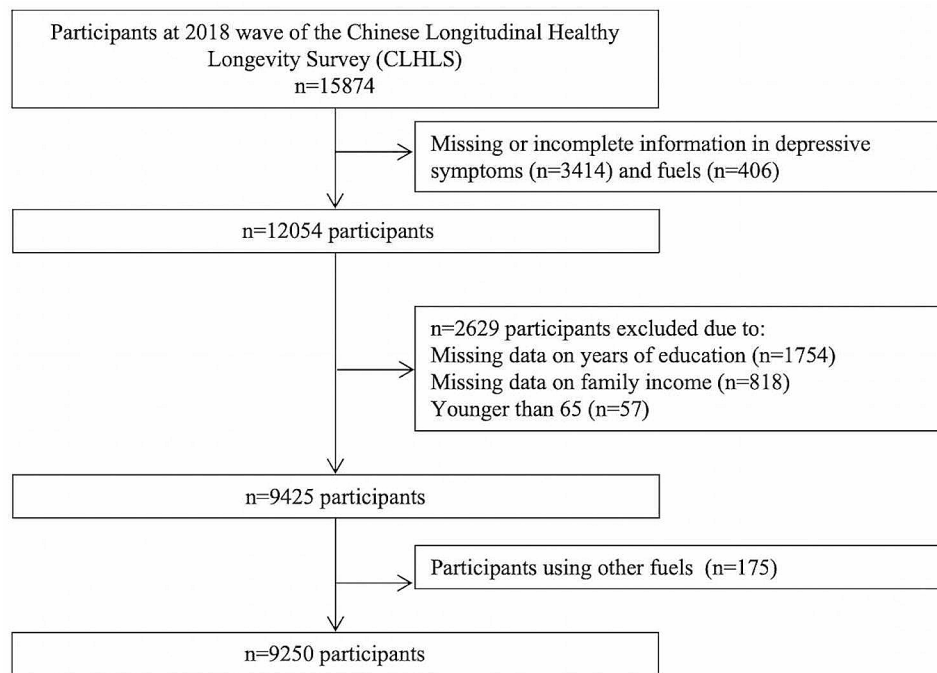 Participants at 2018 wave of the Chinese Longitudinal Healthy
Longevity Survey (CLHLS)
n=15874
Missing or incomplete information in depressive
symptoms (n=3414) and fuels (n=406)
n=12054 participants
n=2629 participants excluded due to:
Missing data on years of education (n=1754)
Missing data on family income (n=818)
Younger than 65 (n=57)
n=9425 participants
Participants using other fuels (n=175)
n=9250 participants